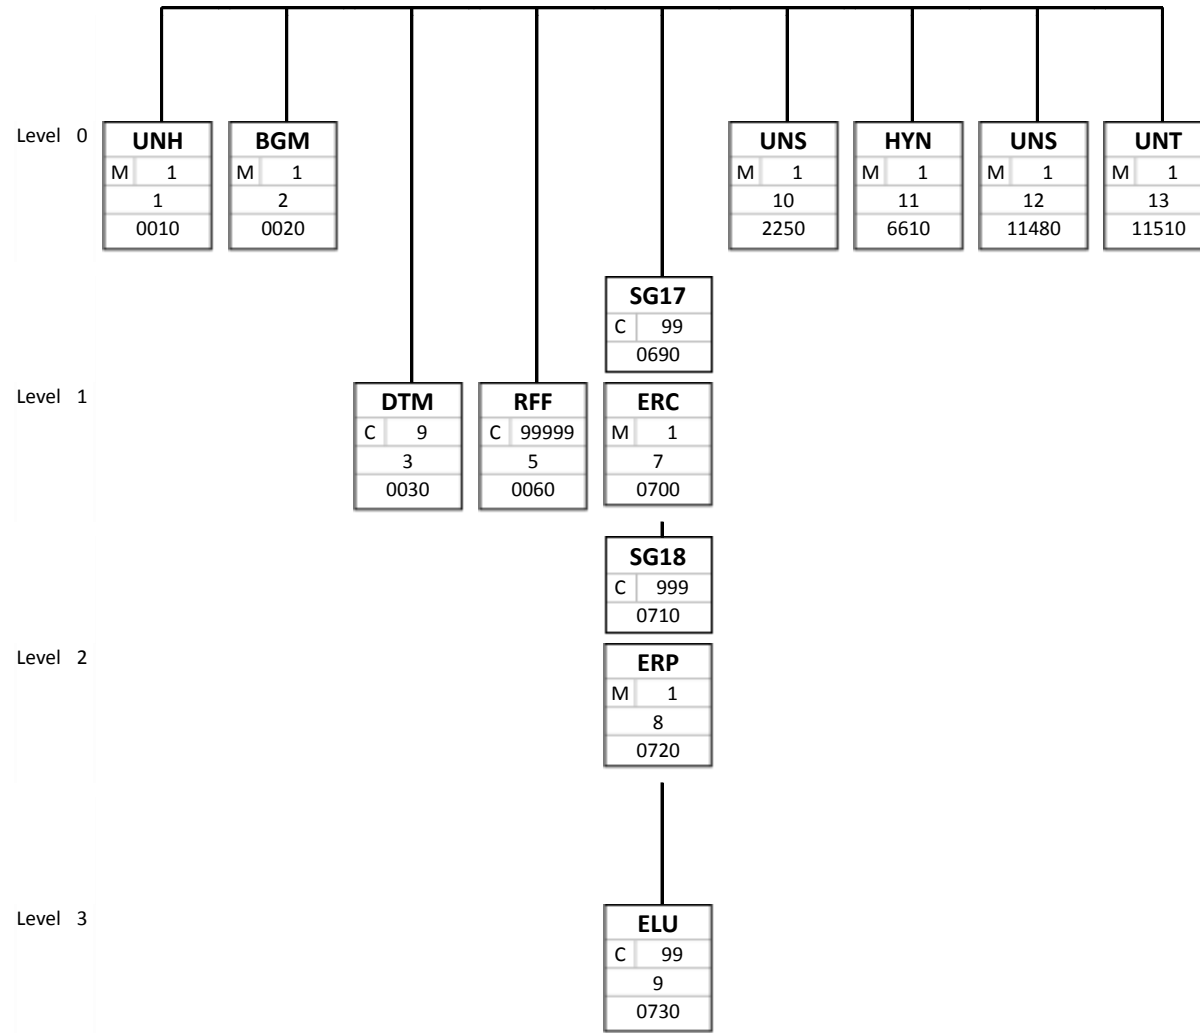 Level 0
UNH
M 1
1
0010
BGM
M 1
2
0020
UNS
M 1
10
2250
HYN
M 1
11
6610
UNS
M 1
12
11480
UNT
M 1
13
11510
SG17
C 99
0690
Level 1
DTM
C 9
3
0030
RFF
C 99999
5
0060
ERC
M 1
7
0700
SG18
C 999
0710
Level 2
ERP
M 1
8
0720
Level 3
ELU
C 99
9
0730